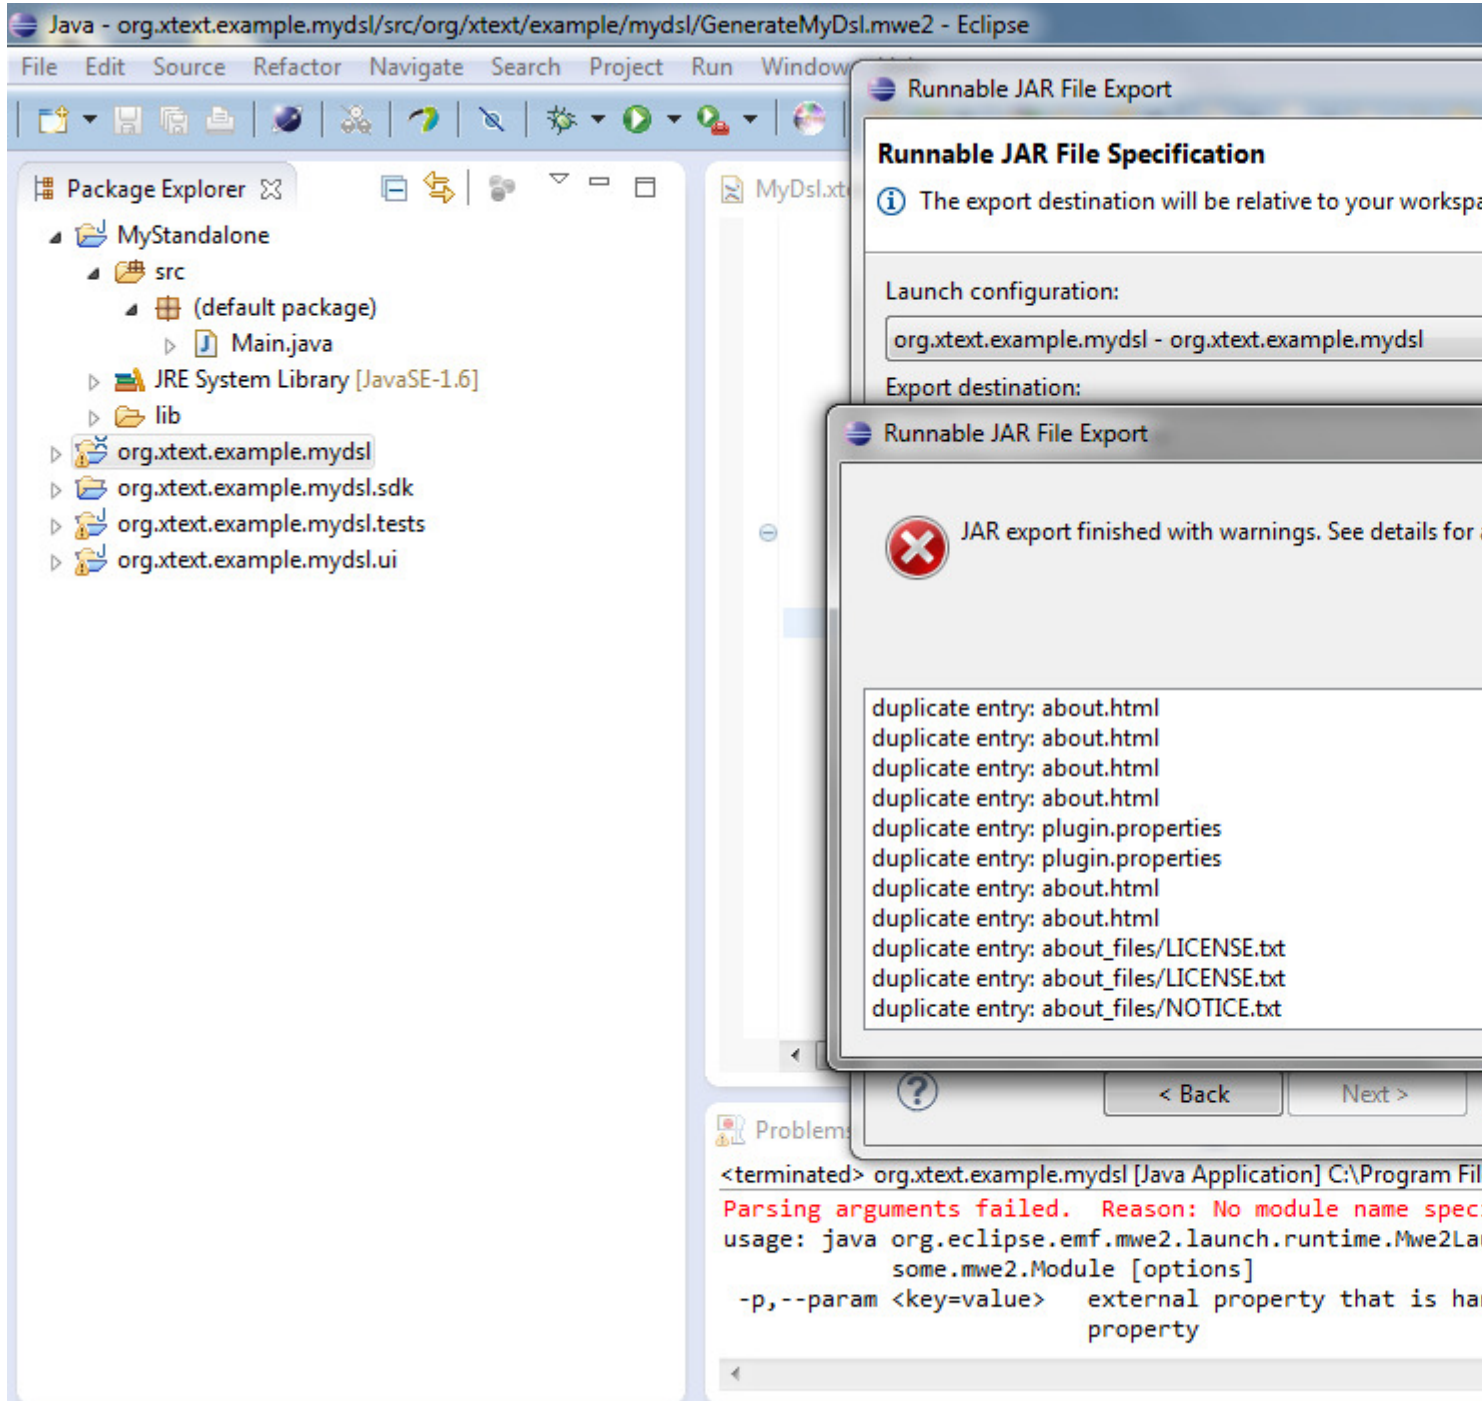 Java - org.xtext.example.mydsl/src/org/xtext/example/mydsl/GenerateMyDsl.mwe2 - Eclipse
File Edit Source Refactor Navigate Search Project Run Window
Package Explorer
MyStandalone
src
(default package)
Main.java
JRE System Library [JavaSE-1.6]
lib
org.xtext.example.mydsl
org.xtext.example.mydsl.sdk
org.xtext.example.mydsl.tests
org.xtext.example.mydsl.ui
MyDsl.xte
Runnable JAR File Export
Runnable JAR File Specification
The export destination will be relative to your workspa
Launch configuration:
org.xtext.example.mydsl - org.xtext.example.mydsl
Export destination:
Runnable JAR File Export
JAR export finished with warnings. See details for a
duplicate entry: about.html
duplicate entry: about.html
duplicate entry: about.html
duplicate entry: about.html
duplicate entry: plugin.properties
duplicate entry: plugin.properties
duplicate entry: about.html
duplicate entry: about.html
duplicate entry: about_files/LICENSE.txt
duplicate entry: about_files/LICENSE.txt
duplicate entry: about_files/NOTICE.txt
< Back Next >
Problems
<terminated> org.xtext.example.mydsl [Java Application] C:\Program Fil
Parsing arguments failed.  Reason: No module name spec
usage: java org.eclipse.emf.mwe2.launch.runtime.Mwe2La
some.mwe2.Module [options]
-p,--param <key=value> external property that is ha
property